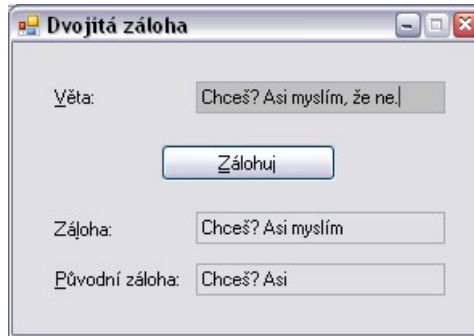 Dvojitá záloha
Věta: Chceš? Asi myslím, že ne.
Zálohuj
Záloha: Chceš? Asi myslím
Původní záloha: Chceš? Asi